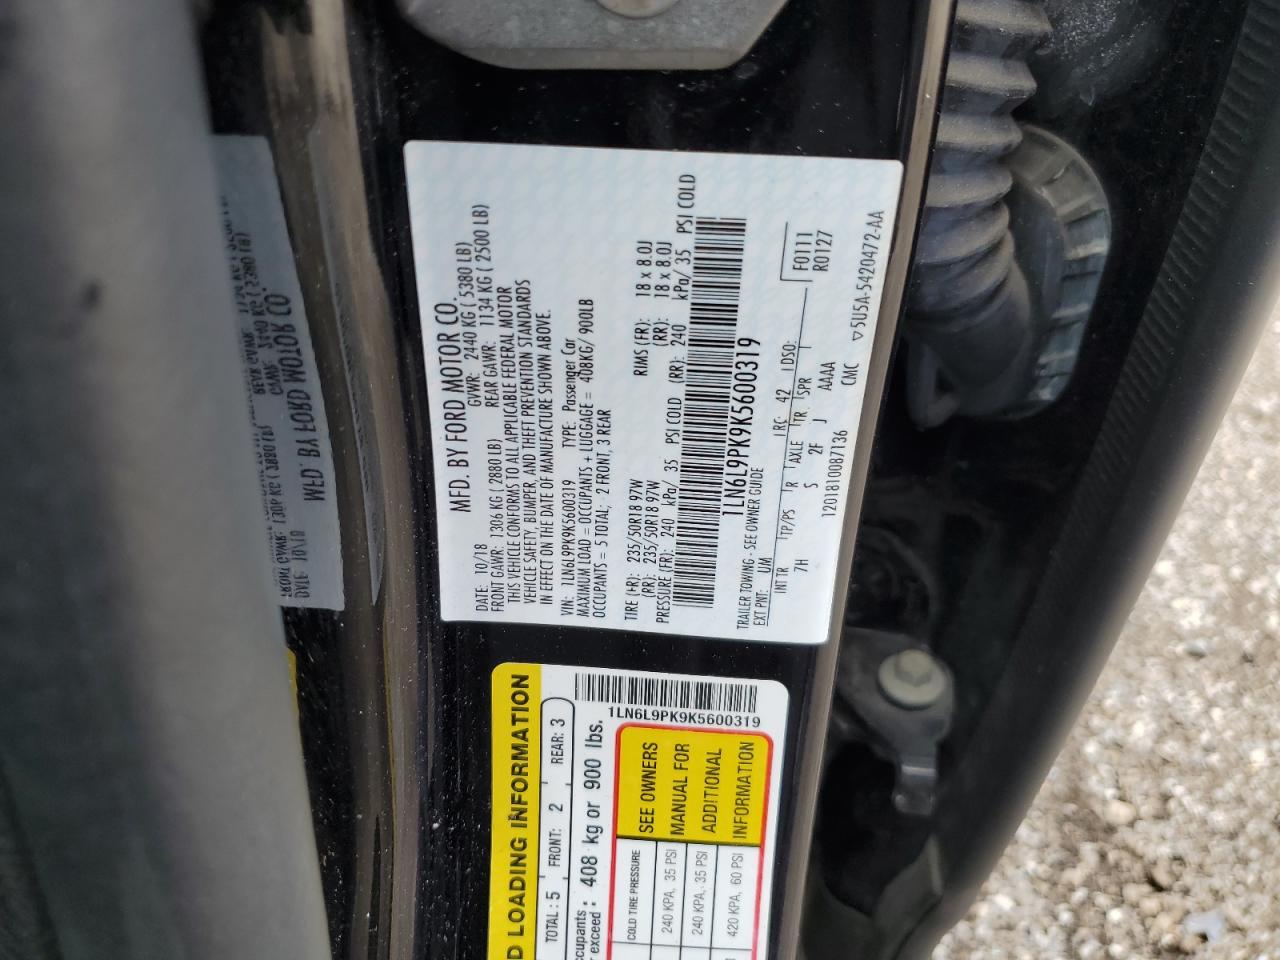 MFD. BY FORD MOTOR CO.
DATE: 10/18 GVWR: 2440 KG ( 5380 LB)
FRONT GAWR: 1306 KG ( 2880 LB) REAR GAWR: 1134 KG ( 2500 LB)
THIS VEHICLE CONFORMS TO ALL APPLICABLE FEDERAL MOTOR
VEHICLE SAFETY, BUMPER, AND THEFT PREVENTION STANDARDS
IN EFFECT ON THE DATE OF MANUFACTURE SHOWN ABOVE.
VIN: 1LN6L9PK9K5600319 TYPE: Passenger Car
MAXIMUM LOAD = OCCUPANTS + LUGGAGE = 408KG/ 900LB
OCCUPANTS = 5 TOTAL; 2 FRONT, 3 REAR
TIRE (FR): 235/50R18 97W RIMS (FR): 18 x 8.0J
(RR): 235/50R18 97W (RR): 18 x 8.0J
PRESSURE (FR): 240 kPa/ 35 PSI COLD (RR): 240 kPa/ 35 PSI COLD
1LN6L9PK9K5600319
TRAILER TOWING - SEE OWNER GUIDE
EXT PNT: UM RC: 42 DSO: F0111
INT TR TP/PS R AXLE TR SPR R0127
7H 5 2F J AAAA
1201810087136 CMC ▽5U5A-5420472-AA
LOADING INFORMATION
TOTAL: 5 FRONT: 2 REAR: 3
exceed: 408 kg or 900 lbs.
1LN6L9PK9K5600319
COLD TIRE PRESSURE
240 KPA, 35 PSI
240 KPA, 35 PSI
420 KPA, 60 PSI
SEE OWNERS
MANUAL FOR
ADDITIONAL
INFORMATION